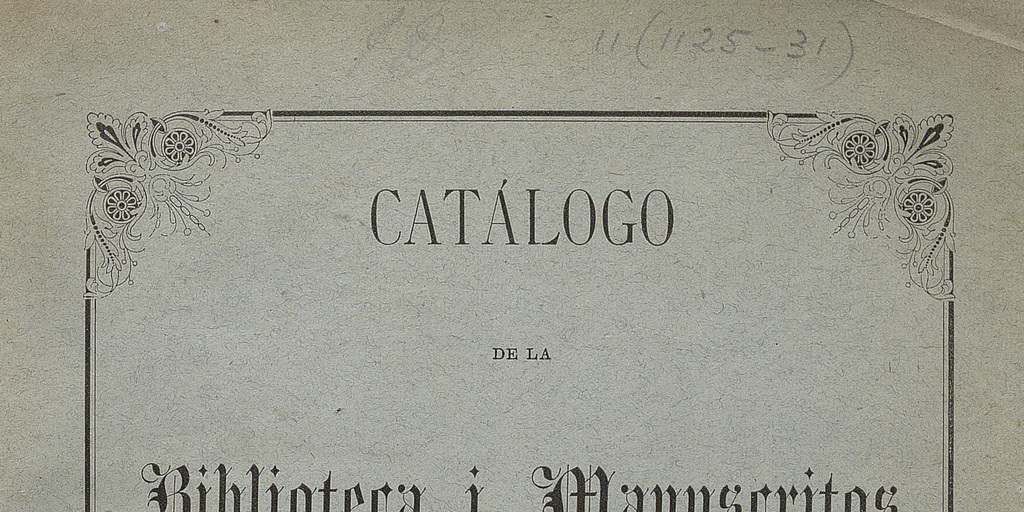 11(1125-31)
CATÁLOGO
DE LA
Biblioteca i Manuscritos